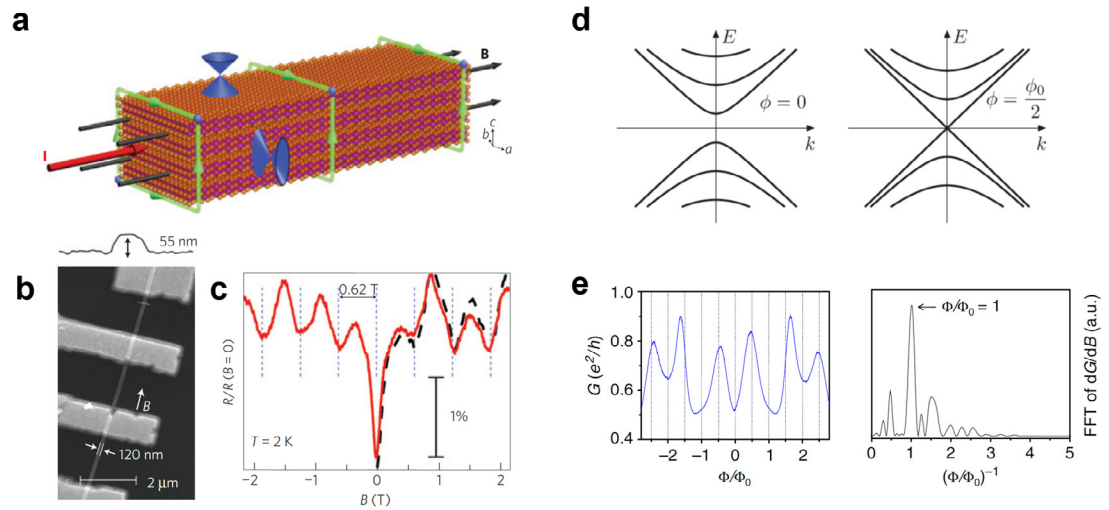 a
B
I
c
b
a
55 nm
b
B
120 nm
2 μm
c
0.62 T
R/R (B = 0)
1%
T = 2 K
–2 –1 0 1 2
B (T)
d
E
ϕ = 0
k
E
ϕ = ϕ0/2
k
e
G (e²/h)
1.0
0.8
0.6
0.4
−2 −1 0 1 2
Φ/Φ0
Φ/Φ0 = 1
FFT of dG/dB (a.u.)
0 1 2 3 4 5
(Φ/Φ0)−1